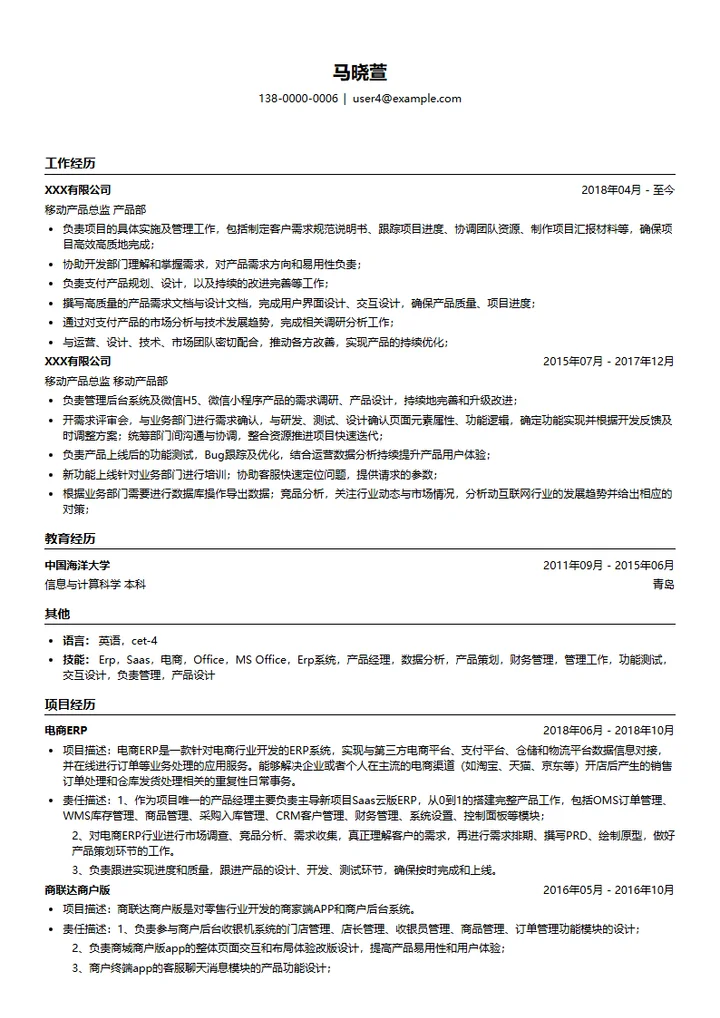 马晓萱
138-0000-0006 | user4@example.com
工作经历
XXX有限公司 2018年04月 - 至今
移动产品总监 产品部
• 负责项目的具体实施及管理工作，包括制定客户需求规范说明书、跟踪项目进度、协调团队资源、制作项目汇报材料等，确保项
目高效高质地完成；
• 协助开发部门理解和掌握需求，对产品需求方向和易用性负责；
• 负责支付产品规划、设计，以及持续的改进完善等工作；
• 撰写高质量的产品需求文档与设计文档，完成用户界面设计、交互设计，确保产品质量、项目进度；
• 通过对支付产品的市场分析与技术发展趋势，完成相关调研分析工作；
• 与运营、设计、技术、市场团队密切配合，推动各方改善，实现产品的持续优化；
XXX有限公司 2015年07月 - 2017年12月
移动产品总监 移动产品部
• 负责管理后台系统及微信H5、微信小程序产品的需求调研、产品设计，持续地完善和升级改进；
• 开需求评审会，与业务部门进行需求确认，与研发、测试、设计确认页面元素属性、功能逻辑，确定功能实现并根据开发反馈及
时调整方案；统筹部门间沟通与协调，整合资源推进项目快速迭代；
• 负责产品上线后的功能测试，Bug跟踪及优化，结合运营数据分析持续提升产品用户体验；
• 新功能上线针对业务部门进行培训；协助客服快速定位问题，提供请求的参数；
• 根据业务部门需要进行数据库操作导出数据；竞品分析，关注行业动态与市场情况，分析动互联网行业的发展趋势并给出相应的
对策；
教育经历
中国海洋大学 2011年09月 - 2015年06月
信息与计算科学 本科 青岛
其他
• 语言： 英语，cet-4
• 技能： Erp，Saas，电商，Office，MS Office，Erp系统，产品经理，数据分析，产品策划，财务管理，管理工作，功能测试，
交互设计，负责管理，产品设计
项目经历
电商ERP 2018年06月 - 2018年10月
• 项目描述：电商ERP是一款针对电商行业开发的ERP系统，实现与第三方电商平台、支付平台、仓储和物流平台数据信息对接，
并在线进行订单等业务处理的应用服务。能够解决企业或者个人在主流的电商渠道（如淘宝、天猫、京东等）开店后产生的销售
订单处理和仓库发货处理相关的重复性日常事务。
• 责任描述：1、作为项目唯一的产品经理主要负责主导新项目Saas云版ERP，从0到1的搭建完整产品工作，包括OMS订单管理、
WMS库存管理、商品管理、采购入库管理、CRM客户管理、财务管理、系统设置、控制面板等模块；
2、对电商ERP行业进行市场调查、竞品分析、需求收集，真正理解客户的需求，再进行需求排期、撰写PRD、绘制原型，做好
产品策划环节的工作。
3、负责跟进实现进度和质量，跟进产品的设计、开发、测试环节，确保按时完成和上线。
商联达商户版 2016年05月 - 2016年10月
• 项目描述：商联达商户版是对零售行业开发的商家端APP和商户后台系统。
• 责任描述：1、负责参与商户后台收银机系统的门店管理、店长管理、收银员管理、商品管理、订单管理功能模块的设计；
2、负责商城商户版app的整体页面交互和布局体验改版设计，提高产品易用性和用户体验；
3、商户终端app的客服聊天消息模块的产品功能设计；